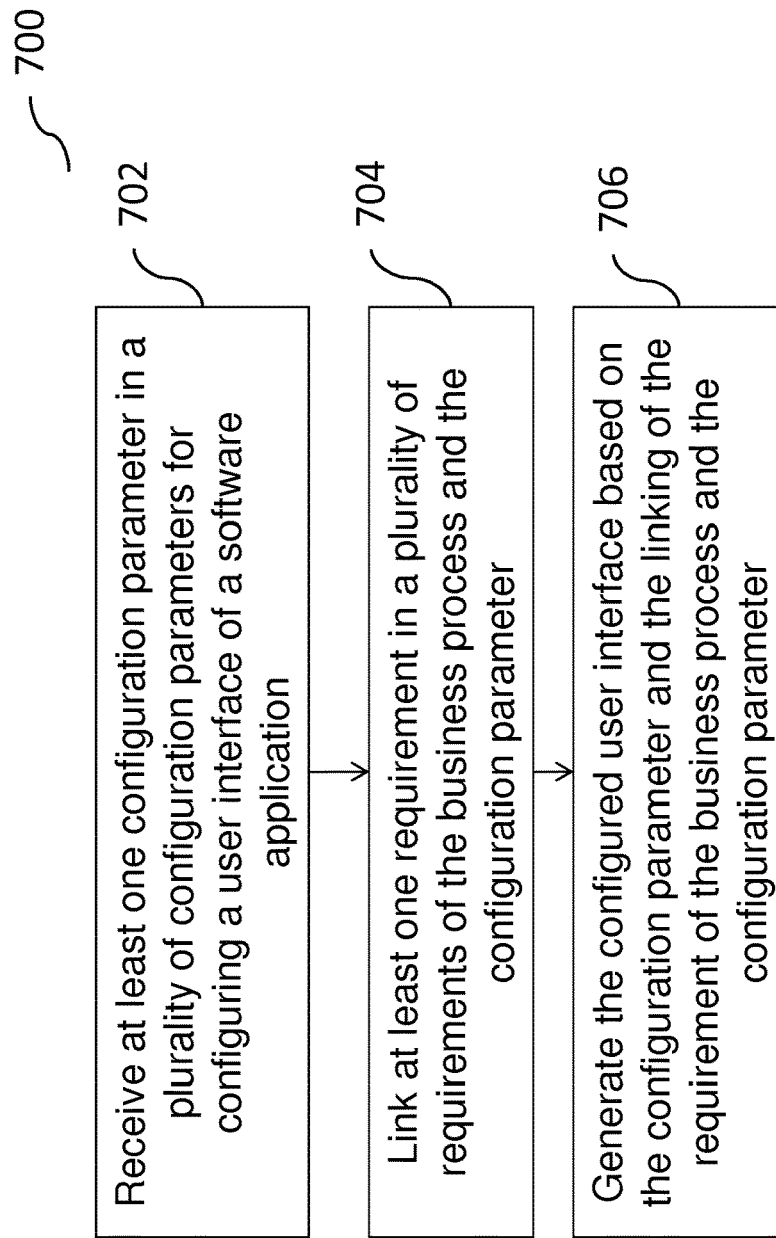 700
702
Receive at least one configuration parameter in a
plurality of configuration parameters for
configuring a user interface of a software
application
704
Link at least one requirement in a plurality of
requirements of the business process and the
configuration parameter
706
Generate the configured user interface based on
the configuration parameter and the linking of the
requirement of the business process and the
configuration parameter